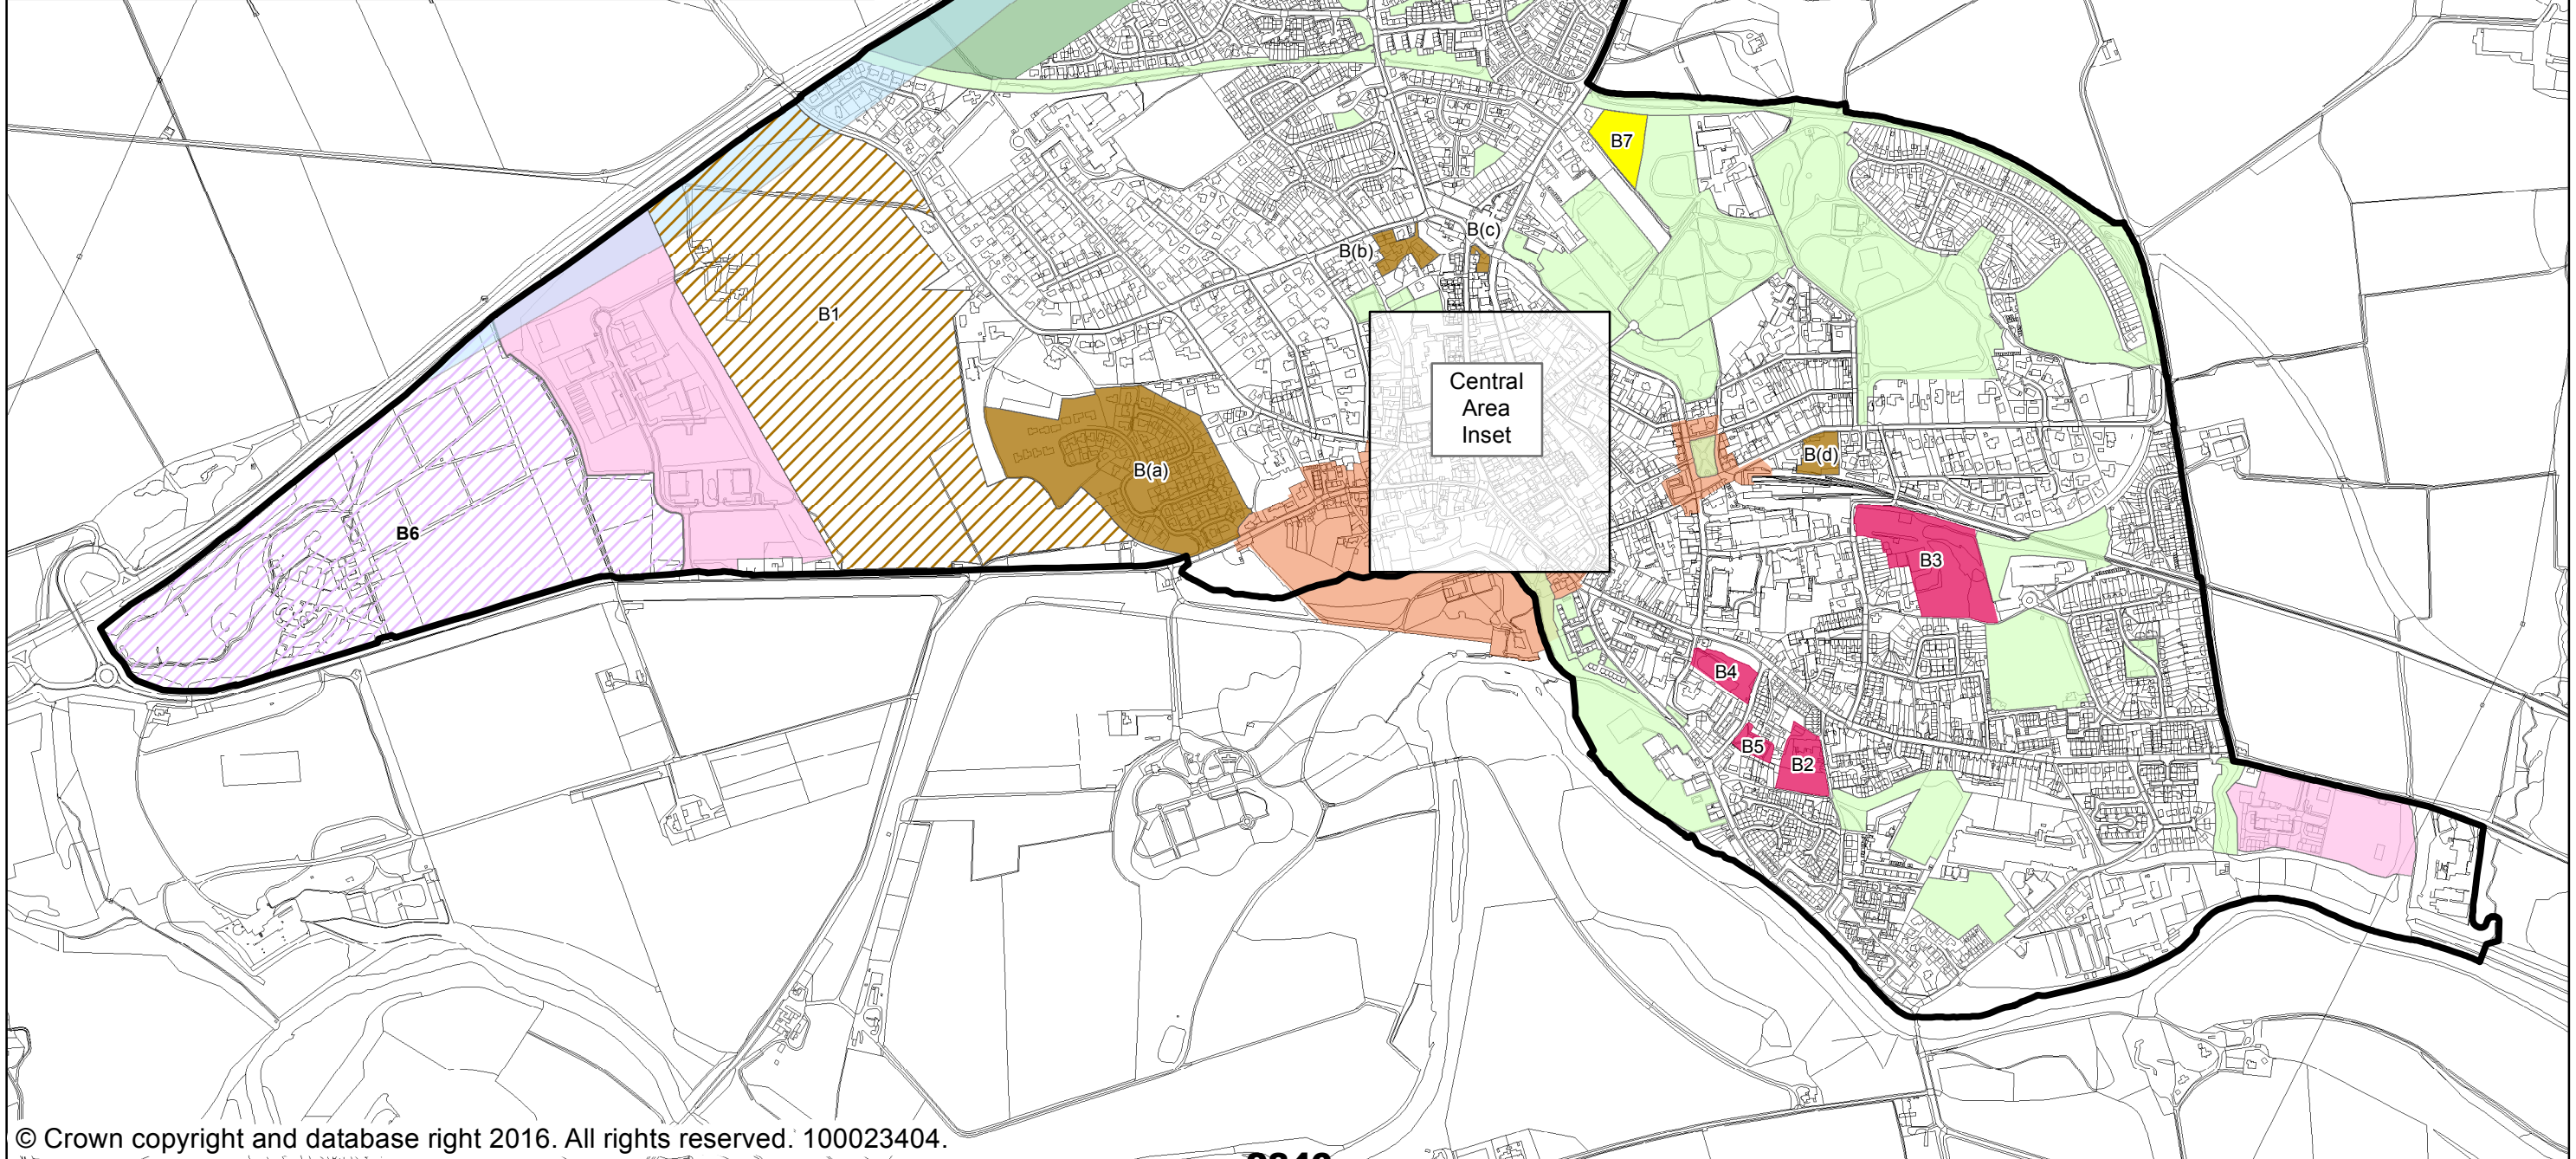 B7
B(c)
B(b)
B1
Central
Area
Inset
B(d)
B(a)
B6
B3
B4
B5
B2
© Crown copyright and database right 2016. All rights reserved. 100023404.